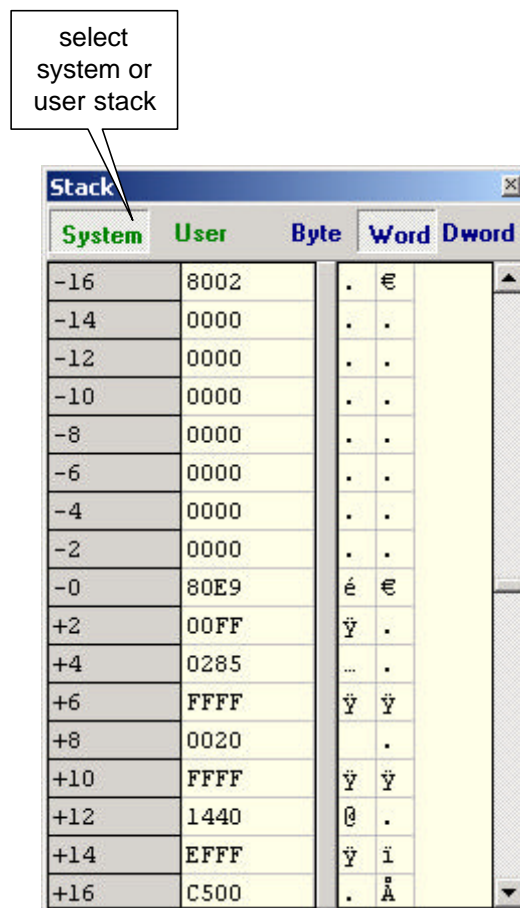 select
system or
user stack
Stack
System User Byte Word Dword
-16 8002 . €
-14 0000 . .
-12 0000 . .
-10 0000 . .
-8 0000 . .
-6 0000 . .
-4 0000 . .
-2 0000 . .
-0 80E9 é €
+2 00FF ÿ .
+4 0285 … .
+6 FFFF ÿ ÿ
+8 0020 .
+10 FFFF ÿ ÿ
+12 1440 @ .
+14 EFFF ÿ ï
+16 C500 . Å